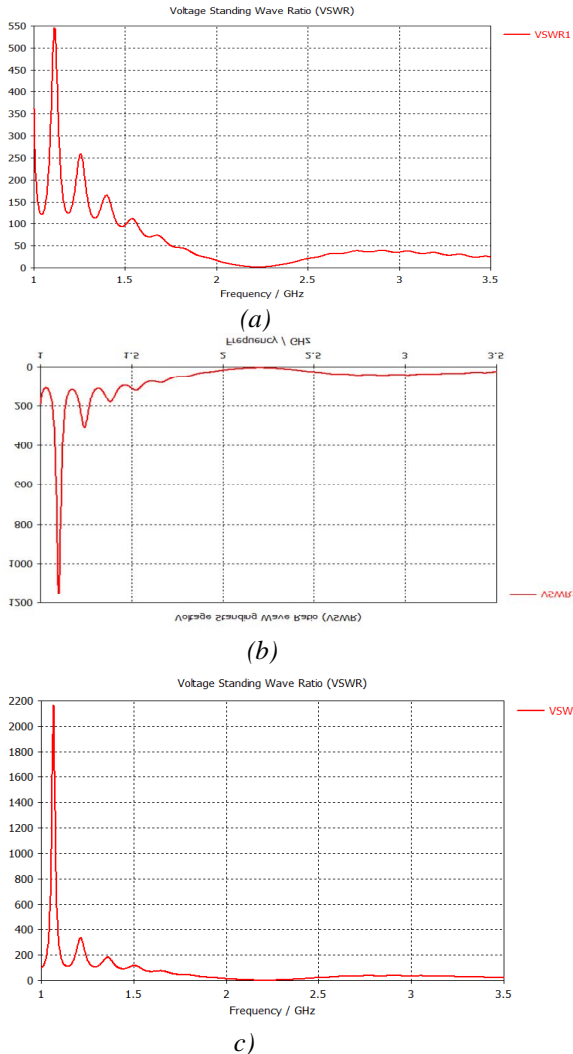 Voltage Standing Wave Ratio (VSWR)
VSWR1
550
500
450
400
350
300
250
200
150
100
50
0
1 1.5 2 2.5 3 3.5
Frequency / GHz
(a)
Frequency / GHz
1 1.5 2 2.5 3 3.5
0
200
400
600
800
1000
1200
VSWR
Voltage Standing Wave Ratio (VSWR)
(b)
Voltage Standing Wave Ratio (VSWR)
VSW
2200
2000
1800
1600
1400
1200
1000
800
600
400
200
0
1 1.5 2 2.5 3 3.5
Frequency / GHz
c)